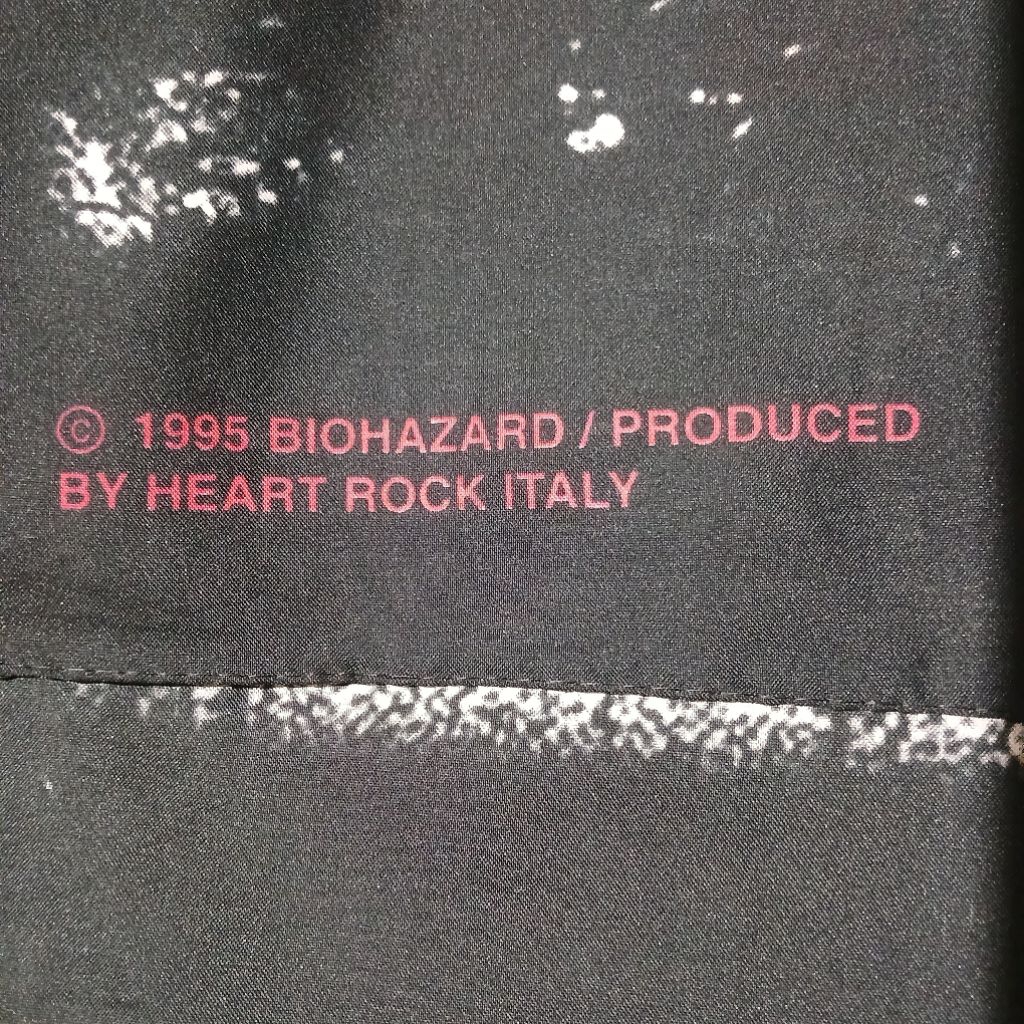 © 1995 BIOHAZARD / PRODUCED
BY HEART ROCK ITALY